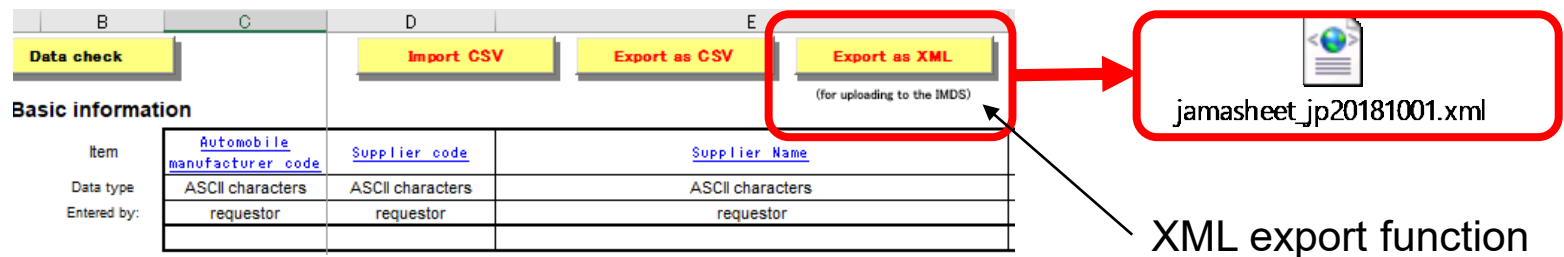 B C D E
Data check Import CSV Export as CSV Export as XML
(for uploading to the IMDS)
jamasheet_jp20181001.xml
Basic information
Item Automobile manufacturer code Supplier code Supplier Name
Data type ASCII characters ASCII characters ASCII characters
Entered by: requestor requestor requestor
XML export function